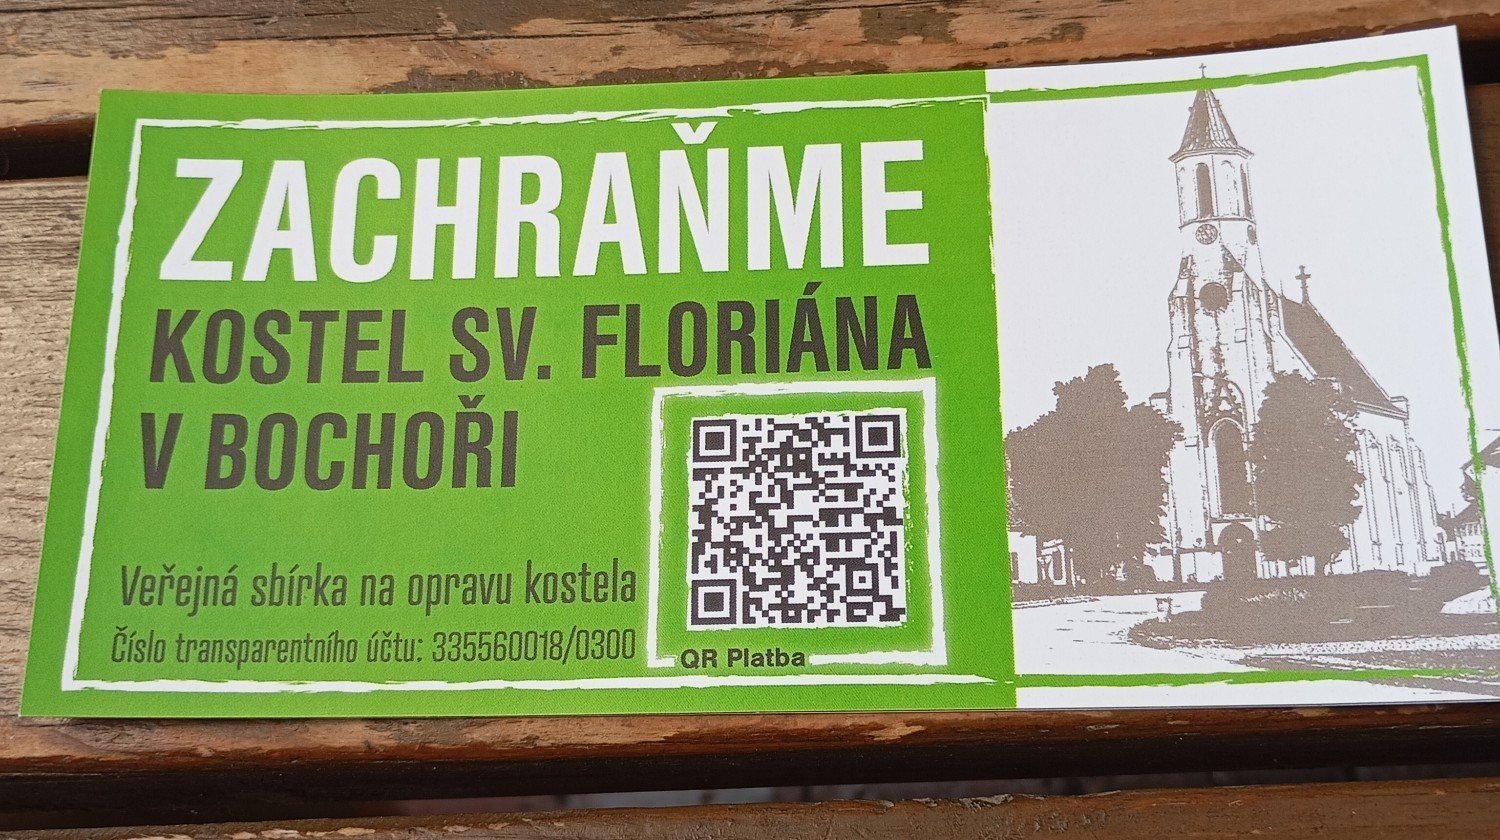 ZACHRAŇME
KOSTEL SV. FLORIÁNA
V BOCHOŘI
Veřejná sbírka na opravu kostela
Číslo transparentního účtu: 335560018/0300
QR Platba